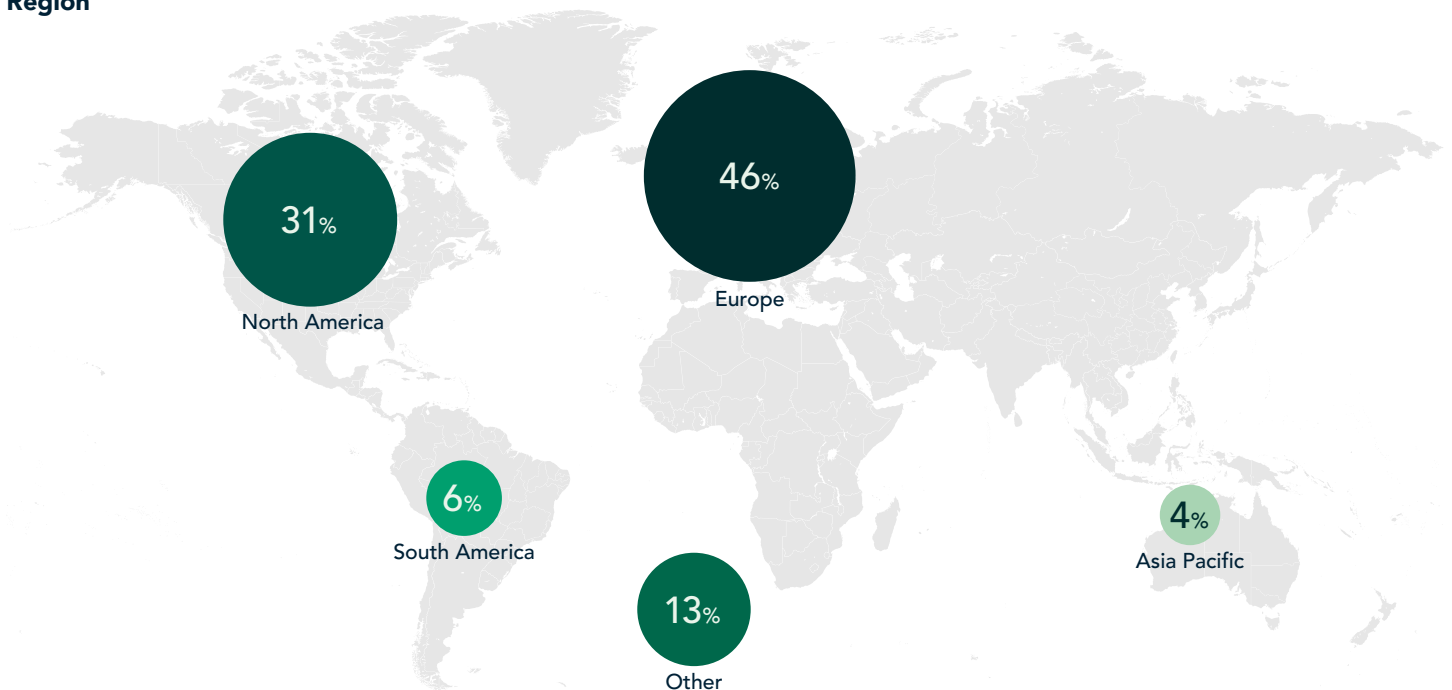 Region
46%
Europe
31%
North America
6%
South America
4%
Asia Pacific
13%
Other